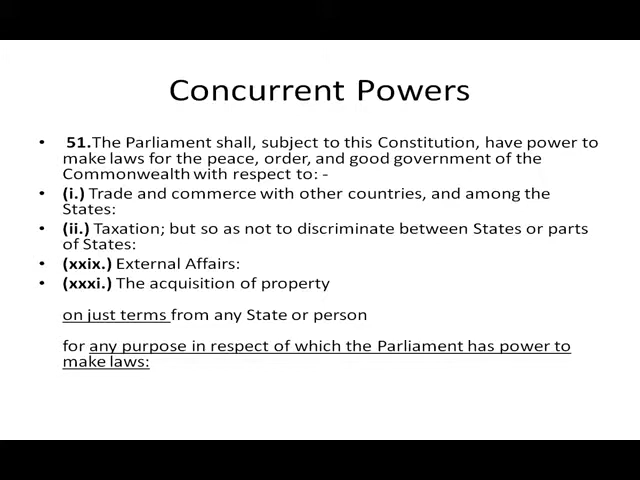 Concurrent Powers
• 51.The Parliament shall, subject to this Constitution, have power to
make laws for the peace, order, and good government of the
Commonwealth with respect to: -
• (i.) Trade and commerce with other countries, and among the
States:
• (ii.) Taxation; but so as not to discriminate between States or parts
of States:
• (xxix.) External Affairs:
• (xxxi.) The acquisition of property
on just terms from any State or person
for any purpose in respect of which the Parliament has power to
make laws: